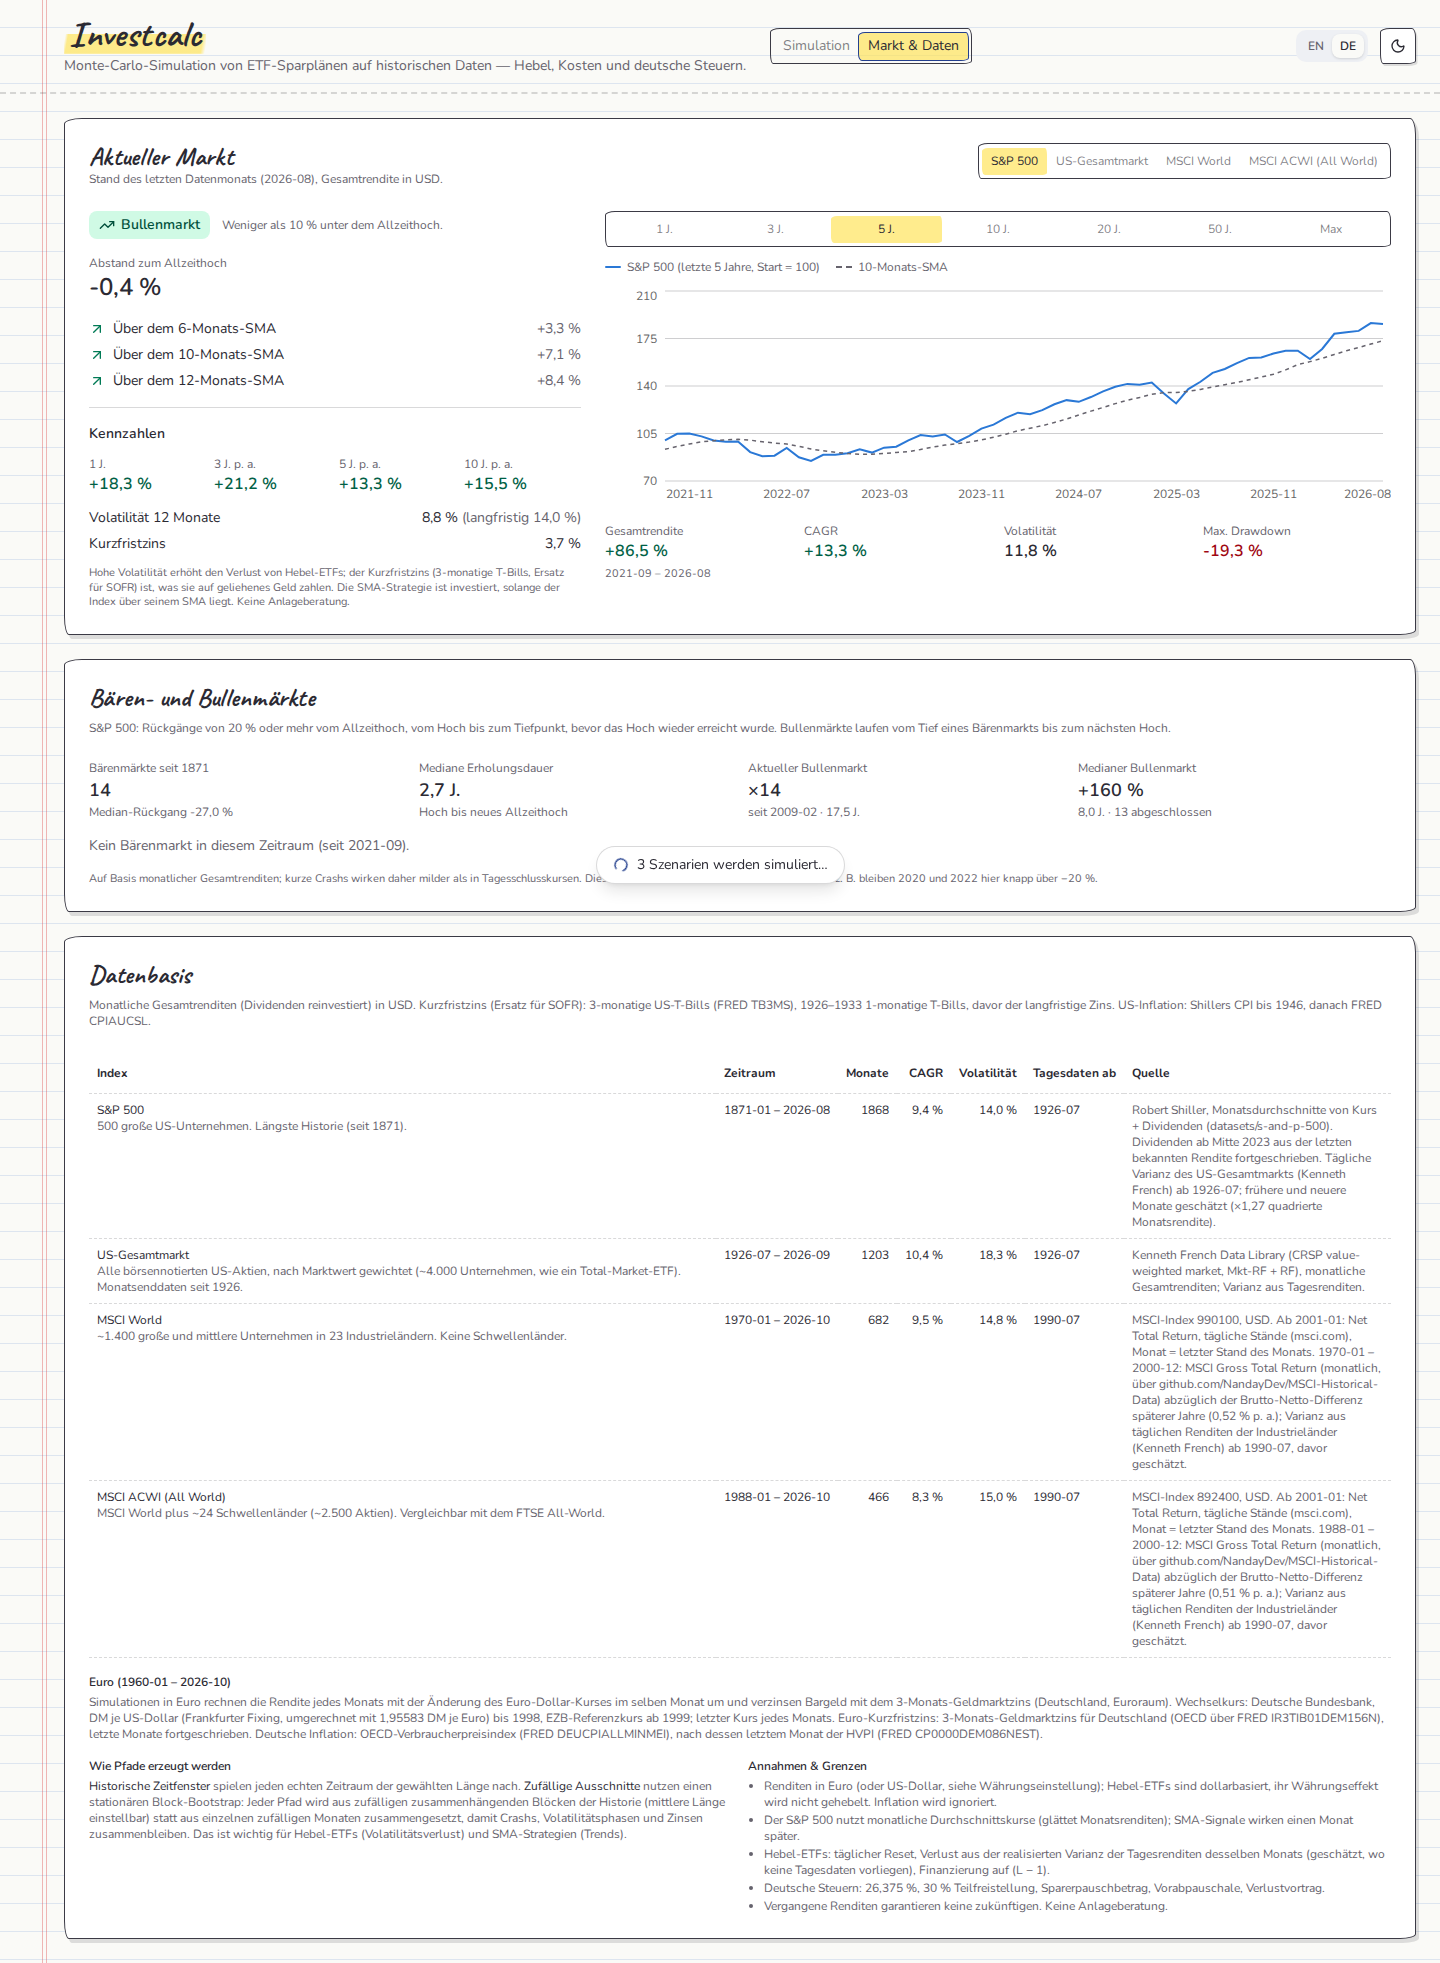 Investcalc
Monte-Carlo-Simulation von ETF-Sparplänen auf historischen Daten — Hebel, Kosten und deutsche Steuern.
Simulation
Markt & Daten
EN
DE
Aktueller Markt
Stand des letzten Datenmonats (2026-08), Gesamtrendite in USD.
S&P 500
US-Gesamtmarkt
MSCI World
MSCI ACWI (All World)
Bullenmarkt
Weniger als 10 % unter dem Allzeithoch.
Abstand zum Allzeithoch
-0,4 %
Über dem 6-Monats-SMA +3,3 %
Über dem 10-Monats-SMA +7,1 %
Über dem 12-Monats-SMA +8,4 %
Kennzahlen
1 J. 3 J. p. a. 5 J. p. a. 10 J. p. a.
+18,3 % +21,2 % +13,3 % +15,5 %
Volatilität 12 Monate 8,8 % (langfristig 14,0 %)
Kurzfristzins 3,7 %
Hohe Volatilität erhöht den Verlust von Hebel-ETFs; der Kurzfristzins (3-monatige T-Bills, Ersatz
für SOFR) ist, was sie auf geliehenes Geld zahlen. Die SMA-Strategie ist investiert, solange der
Index über seinem SMA liegt. Keine Anlageberatung.
1 J. 3 J. 5 J. 10 J. 20 J. 50 J. Max
S&P 500 (letzte 5 Jahre, Start = 100) 10-Monats-SMA
210
175
140
105
70
2021-11 2022-07 2023-03 2023-11 2024-07 2025-03 2025-11 2026-08
Gesamtrendite CAGR Volatilität Max. Drawdown
+86,5 % +13,3 % 11,8 % -19,3 %
2021-09 – 2026-08
Bären- und Bullenmärkte
S&P 500: Rückgänge von 20 % oder mehr vom Allzeithoch, vom Hoch bis zum Tiefpunkt, bevor das Hoch wieder erreicht wurde. Bullenmärkte laufen vom Tief eines Bärenmarkts bis zum nächsten Hoch.
Bärenmärkte seit 1871 Mediane Erholungsdauer Aktueller Bullenmarkt Medianer Bullenmarkt
14 2,7 J. ×14 +160 %
Median-Rückgang -27,0 % Hoch bis neues Allzeithoch seit 2009-02 · 17,5 J. 8,0 J. · 13 abgeschlossen
Kein Bärenmarkt in diesem Zeitraum (seit 2021-09).
3 Szenarien werden simuliert…
Auf Basis monatlicher Gesamtrenditen; kurze Crashs wirken daher milder als in Tagesschlusskursen. B. bleiben 2020 und 2022 hier knapp über −20 %.
Datenbasis
Monatliche Gesamtrenditen (Dividenden reinvestiert) in USD. Kurzfristzins (Ersatz für SOFR): 3-monatige US-T-Bills (FRED TB3MS), 1926–1933 1-monatige T-Bills, davor der langfristige Zins. US-Inflation: Shillers CPI bis 1946, danach FRED
CPIAUCSL.
Index Zeitraum Monate CAGR Volatilität Tagesdaten ab Quelle
S&P 500 1871-01 – 2026-08 1868 9,4 % 14,0 % 1926-07
500 große US-Unternehmen. Längste Historie (seit 1871).
Robert Shiller, Monatsdurchschnitte von Kurs
+ Dividenden (datasets/s-and-p-500).
Dividenden ab Mitte 2023 aus der letzten
bekannten Rendite fortgeschrieben. Tägliche
Varianz des US-Gesamtmarkts (Kenneth
French) ab 1926-07; frühere und neuere
Monate geschätzt (×1,27 quadrierte
Monatsrendite).
US-Gesamtmarkt 1926-07 – 2026-09 1203 10,4 % 18,3 % 1926-07
Alle börsennotierten US-Aktien, nach Marktwert gewichtet (~4.000 Unternehmen, wie ein Total-Market-ETF).
Monatsenddaten seit 1926.
Kenneth French Data Library (CRSP value-
weighted market, Mkt-RF + RF), monatliche
Gesamtrenditen; Varianz aus Tagesrenditen.
MSCI World 1970-01 – 2026-10 682 9,5 % 14,8 % 1990-07
~1.400 große und mittlere Unternehmen in 23 Industrieländern. Keine Schwellenländer.
MSCI-Index 990100, USD. Ab 2001-01: Net
Total Return, tägliche Stände (msci.com),
Monat = letzter Stand des Monats. 1970-01 –
2000-12: MSCI Gross Total Return (monatlich,
über github.com/NandayDev/MSCI-Historical-
Data) abzüglich der Brutto-Netto-Differenz
späterer Jahre (0,52 % p. a.); Varianz aus
täglichen Renditen der Industrieländer
(Kenneth French) ab 1990-07, davor
geschätzt.
MSCI ACWI (All World) 1988-01 – 2026-10 466 8,3 % 15,0 % 1990-07
MSCI World plus ~24 Schwellenländer (~2.500 Aktien). Vergleichbar mit dem FTSE All-World.
MSCI-Index 892400, USD. Ab 2001-01: Net
Total Return, tägliche Stände (msci.com),
Monat = letzter Stand des Monats. 1988-01 –
2000-12: MSCI Gross Total Return (monatlich,
über github.com/NandayDev/MSCI-Historical-
Data) abzüglich der Brutto-Netto-Differenz
späterer Jahre (0,51 % p. a.); Varianz aus
täglichen Renditen der Industrieländer
(Kenneth French) ab 1990-07, davor
geschätzt.
Euro (1960-01 – 2026-10)
Simulationen in Euro rechnen die Rendite jedes Monats mit der Änderung des Euro-Dollar-Kurses im selben Monat um und verzinsen Bargeld mit dem 3-Monats-Geldmarktzins (Deutschland, Euroraum). Wechselkurs: Deutsche Bundesbank,
DM je US-Dollar (Frankfurter Fixing, umgerechnet mit 1,95583 DM je Euro) bis 1998, EZB-Referenzkurs ab 1999; letzter Kurs jedes Monats. Euro-Kurzfristzins: 3-Monats-Geldmarktzins für Deutschland (OECD über FRED IR3TIB01DEM156N),
letzte Monate fortgeschrieben. Deutsche Inflation: OECD-Verbraucherpreisindex (FRED DEUCPIALLMINMEI), nach dessen letztem Monat der HVPI (FRED CP0000DEM086NEST).
Wie Pfade erzeugt werden
Historische Zeitfenster spielen jeden echten Zeitraum der gewählten Länge nach. Zufällige Ausschnitte nutzen einen
stationären Block-Bootstrap: Jeder Pfad wird aus zufälligen zusammenhängenden Blöcken der Historie (mittlere Länge
einstellbar) statt aus einzelnen zufälligen Monaten zusammengesetzt, damit Crashs, Volatilitätsphasen und Zinsen
zusammenbleiben. Das ist wichtig für Hebel-ETFs (Volatilitätsverlust) und SMA-Strategien (Trends).
Annahmen & Grenzen
• Renditen in Euro (oder US-Dollar, siehe Währungseinstellung); Hebel-ETFs sind dollarbasiert, ihr Währungseffekt
wird nicht gehebelt. Inflation wird ignoriert.
• Der S&P 500 nutzt monatliche Durchschnittskurse (glättet Monatsrenditen); SMA-Signale wirken einen Monat
später.
• Hebel-ETFs: täglicher Reset, Verlust aus der realisierten Varianz der Tagesrenditen desselben Monats (geschätzt, wo
keine Tagesdaten vorliegen), Finanzierung auf (L − 1).
• Deutsche Steuern: 26,375 %, 30 % Teilfreistellung, Sparerpauschbetrag, Vorabpauschale, Verlustvortrag.
• Vergangene Renditen garantieren keine zukünftigen. Keine Anlageberatung.